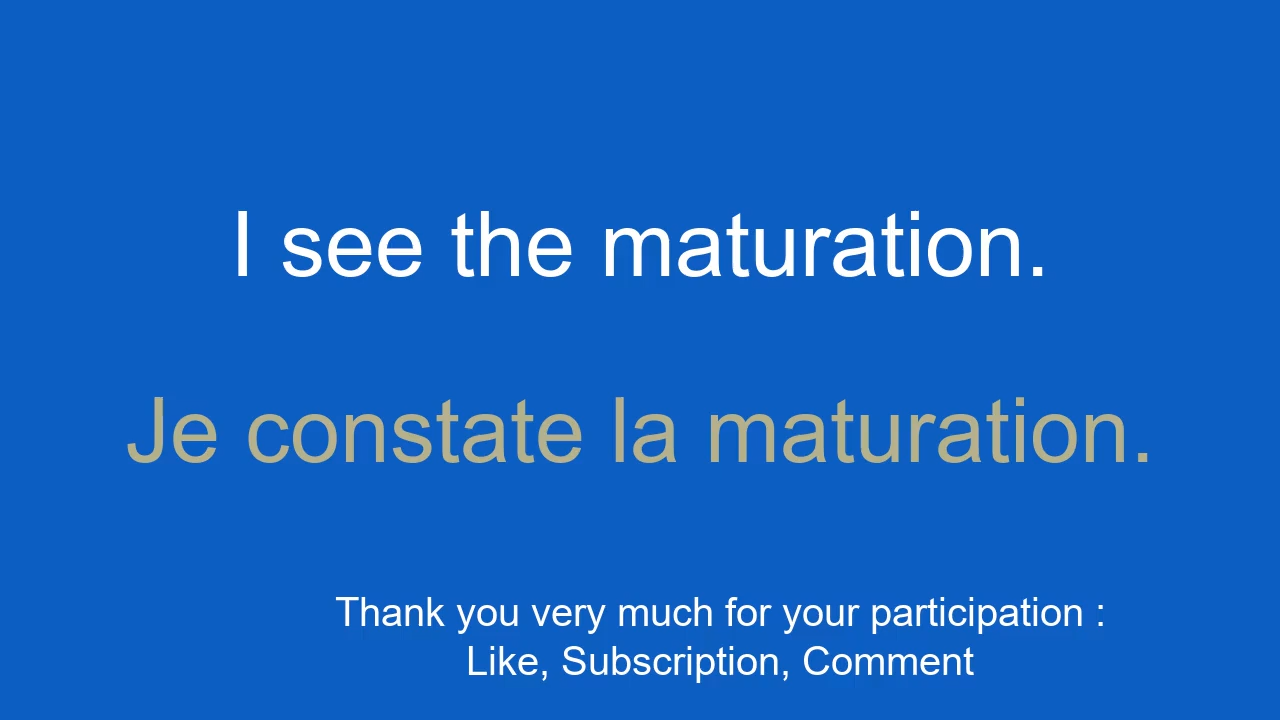 I see the maturation.
Je constate la maturation.
Thank you very much for your participation :
Like, Subscription, Comment